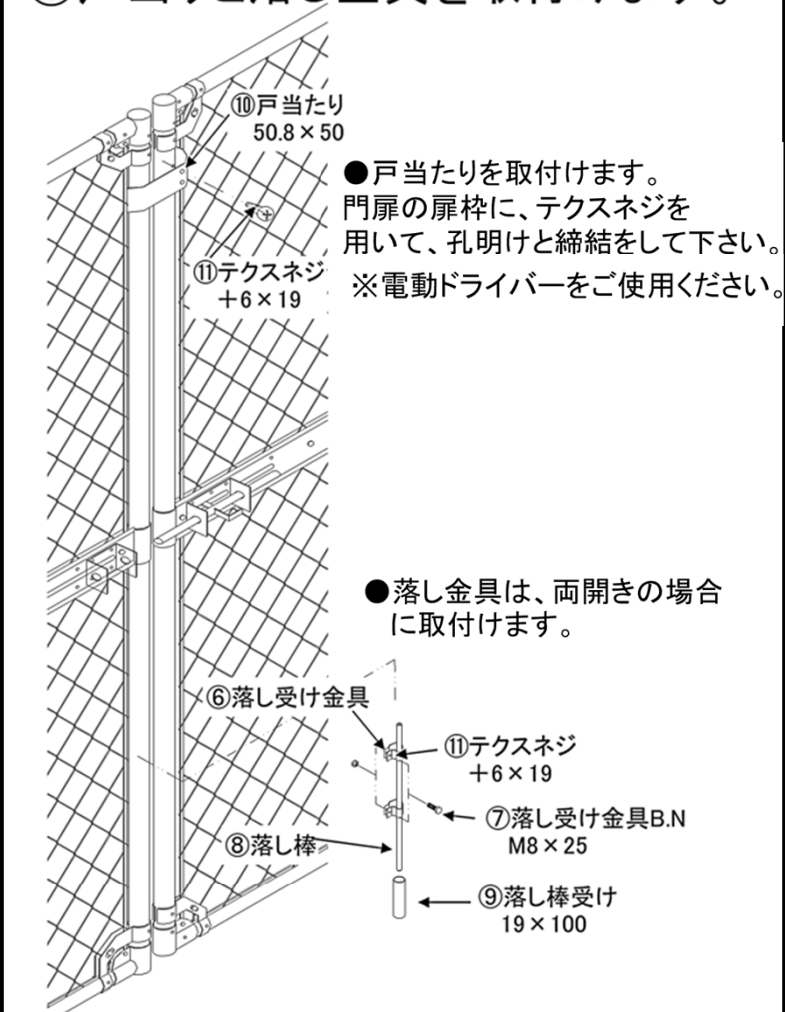 ⑩戸当たり
50.8×50
●戸当たりを取付けます。
門扉の扉枠に、テクスネジを
用いて、孔明けと締結をして下さい。
※電動ドライバーをご使用ください。
⑪テクスネジ
+6×19
●落し金具は、両開きの場合
に取付けます。
⑥落し受け金具
⑪テクスネジ
+6×19
⑦落し受け金具B.N
M8×25
⑧落し棒
⑨落し棒受け
19×100